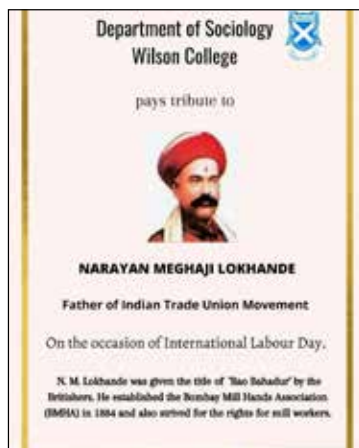 Department of Sociology
Wilson College
pays tribute to
NARAYAN MEGHAJI LOKHANDE
Father of Indian Trade Union Movement
On the occasion of International Labour Day.
N. M. Lokhande was given the title of 'Rao Bahadur' by the
Britishers. He established the Bombay Mill Hands Association
(BMHA) in 1884 and also strived for the rights for mill workers.